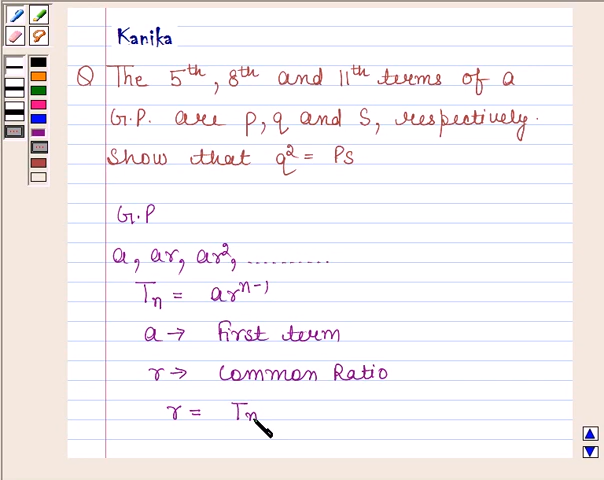 Kanika
Q The 5th, 8th and 11th terms of a
G.P. are p, q and s, respectively.
Show that q² = ps
G.P
a, ar, ar², ..........
Tn = ar^n-1
a → First term
r → Common Ratio
r = Tn